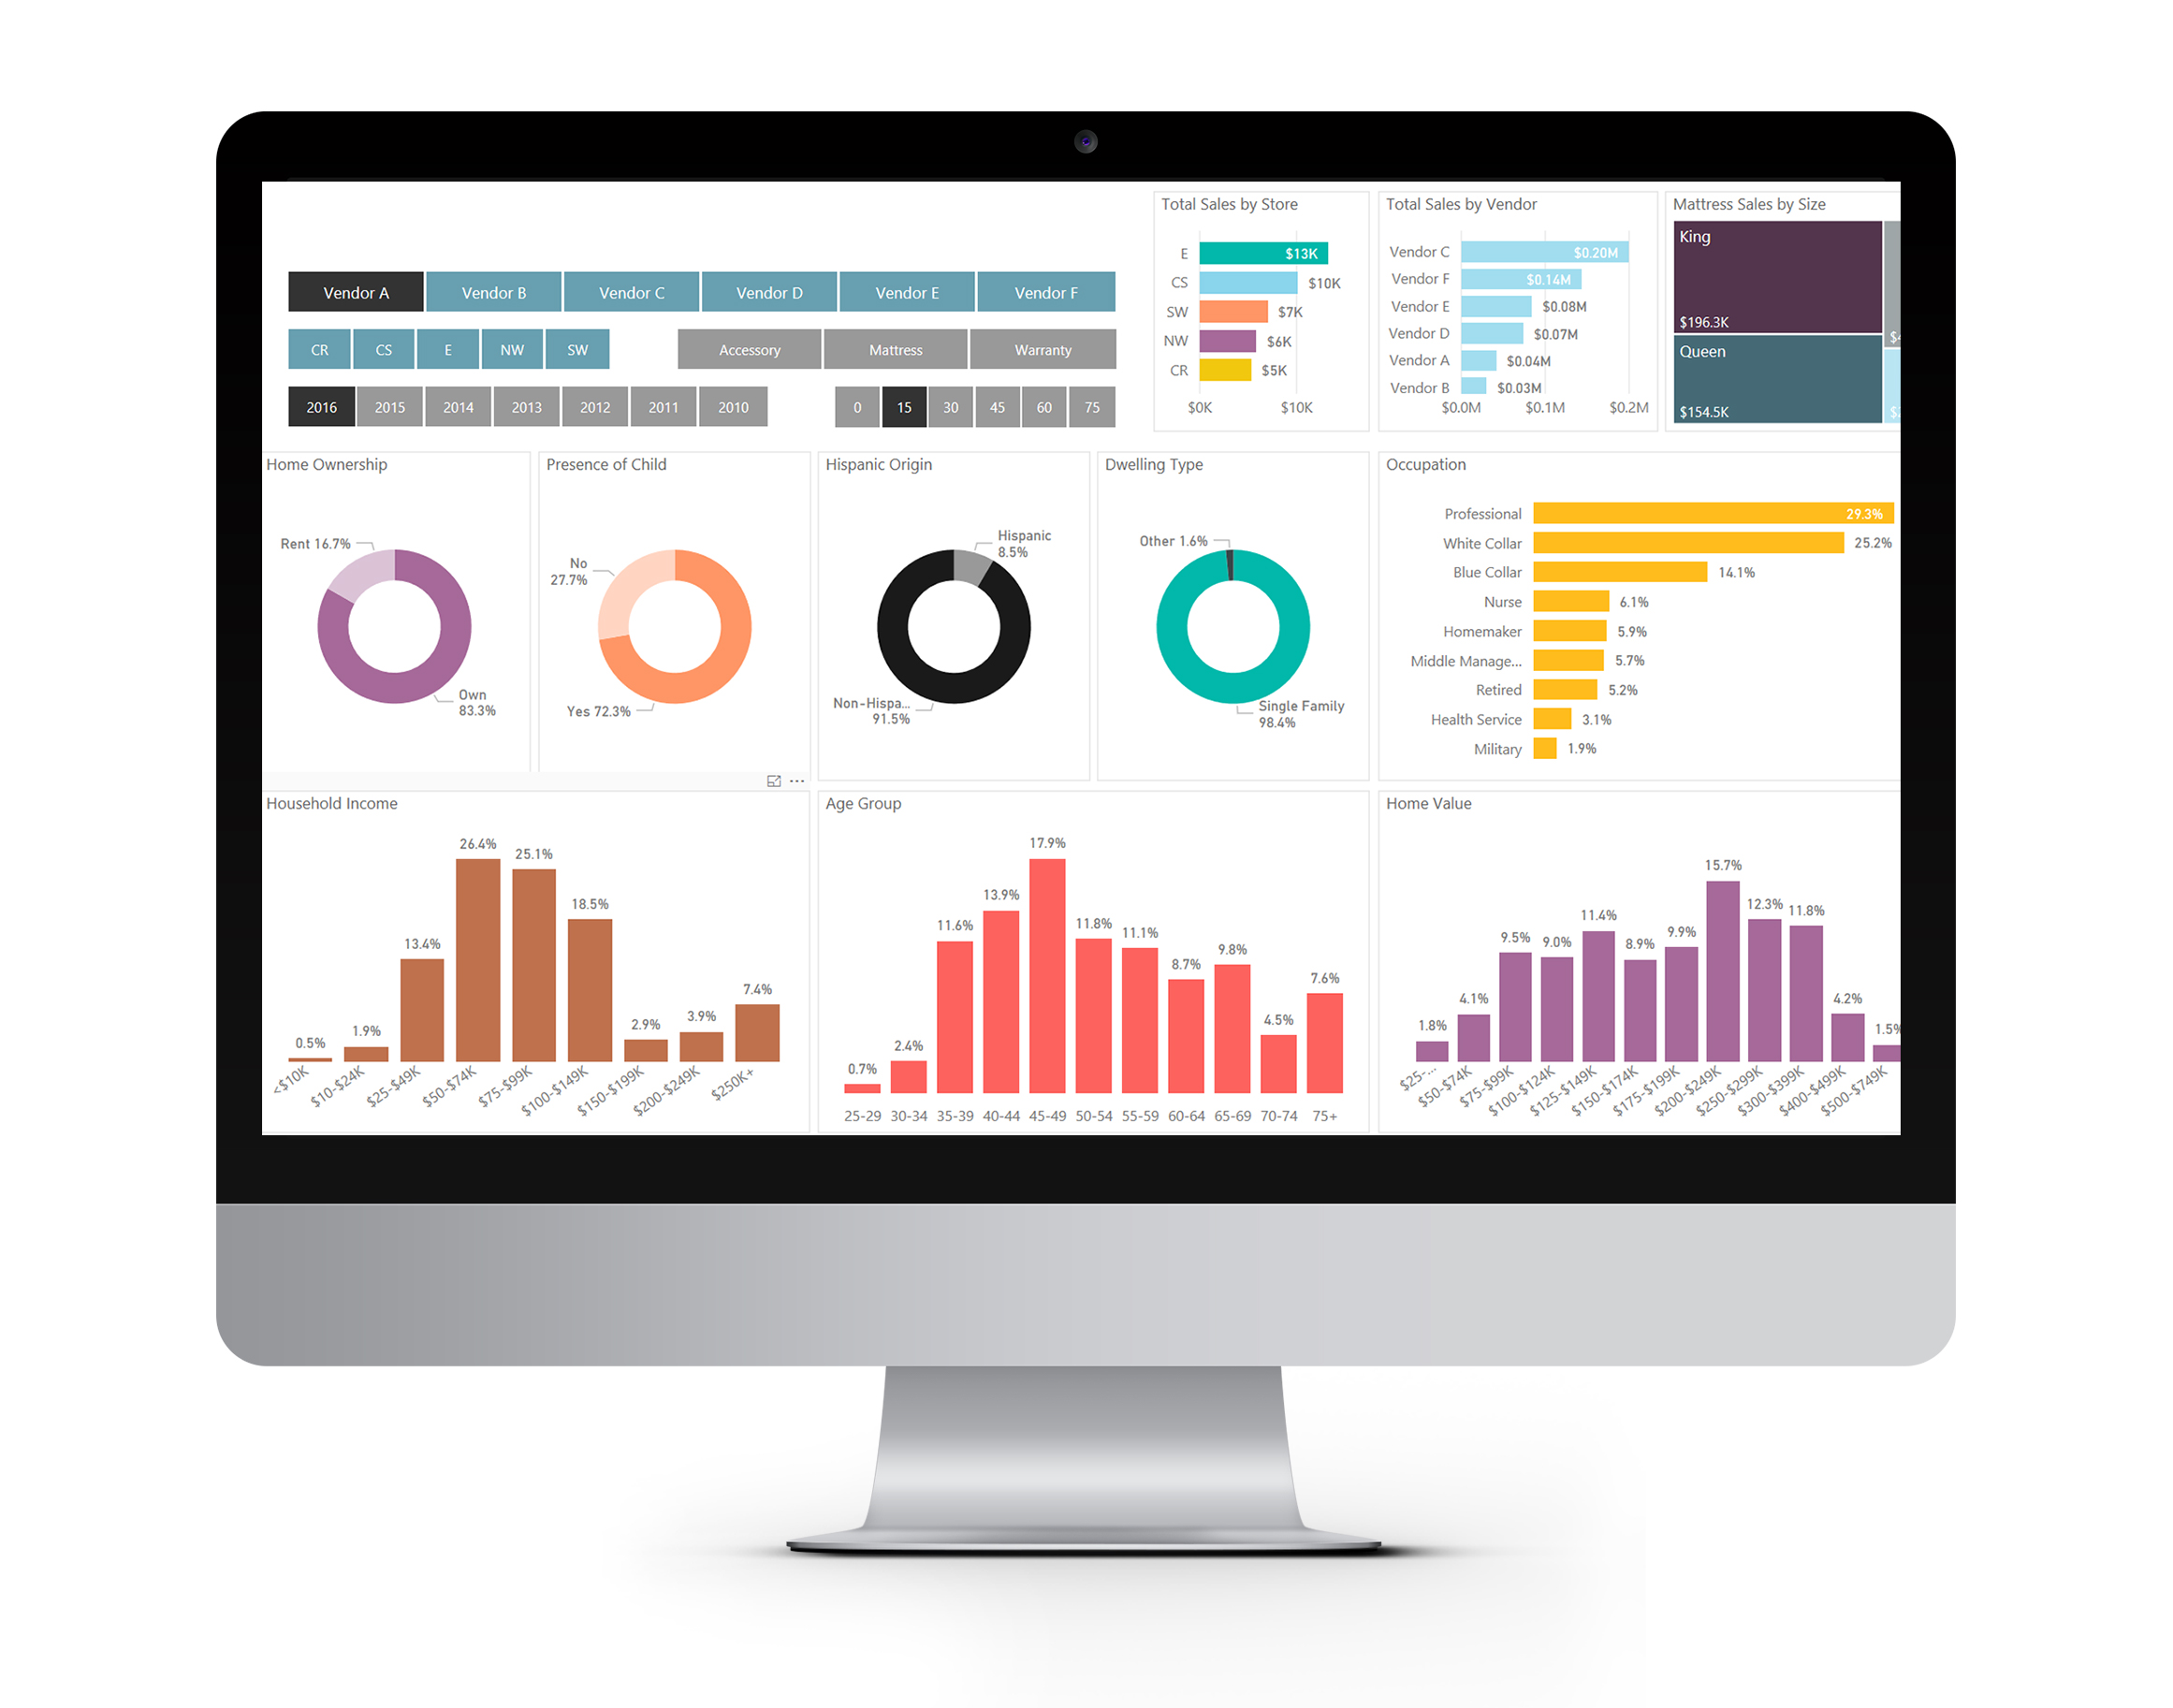 Total Sales by Store
E
$13K
CS
$10K
SW
$7K
NW
$6K
CR
$5K
$0K
$10K
Total Sales by Vendor
Vendor C
$0.20M
Vendor F
$0.14M
Vendor E
$0.08M
Vendor D
$0.07M
Vendor A
$0.04M
Vendor B
$0.03M
$0.0M
$0.1M
$0.2M
Mattress Sales by Size
King
$196.3K
Queen
$154.5K
Vendor A
Vendor B
Vendor C
Vendor D
Vendor E
Vendor F
CR
CS
E
NW
SW
Accessory
Mattress
Warranty
2016
2015
2014
2013
2012
2011
2010
0
15
30
45
60
75
Home Ownership
Rent 16.7%
Own
83.3%
Presence of Child
No
27.7%
Yes 72.3%
Hispanic Origin
Hispanic
8.5%
Non-Hispa...
91.5%
Dwelling Type
Other 1.6%
Single Family
98.4%
Occupation
Professional
29.3%
White Collar
25.2%
Blue Collar
14.1%
Nurse
6.1%
Homemaker
5.9%
Middle Manage...
5.7%
Retired
5.2%
Health Service
3.1%
Military
1.9%
Household Income
0.5%
1.9%
13.4%
26.4%
25.1%
18.5%
2.9%
3.9%
7.4%
<$10K
$10-$24K
$25-$49K
$50-$74K
$75-$99K
$100-$149K
$150-$199K
$200-$249K
$250K+
Age Group
0.7%
2.4%
11.6%
13.9%
17.9%
11.8%
11.1%
8.7%
9.8%
4.5%
7.6%
25-29
30-34
35-39
40-44
45-49
50-54
55-59
60-64
65-69
70-74
75+
Home Value
1.8%
4.1%
9.5%
9.0%
11.4%
8.9%
9.9%
15.7%
12.3%
11.8%
4.2%
1.5%
$25-...
$50-$74K
$75-$99K
$100-$124K
$125-$149K
$150-$174K
$175-$199K
$200-$249K
$250-$299K
$300-$399K
$400-$499K
$500-$749K